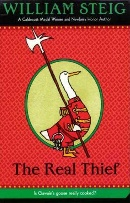 WILLIAM STEIG
A Caldecott Medal Winner and Newbery Honor Author
The Real Thief
Is Gawain's goose really cooked?